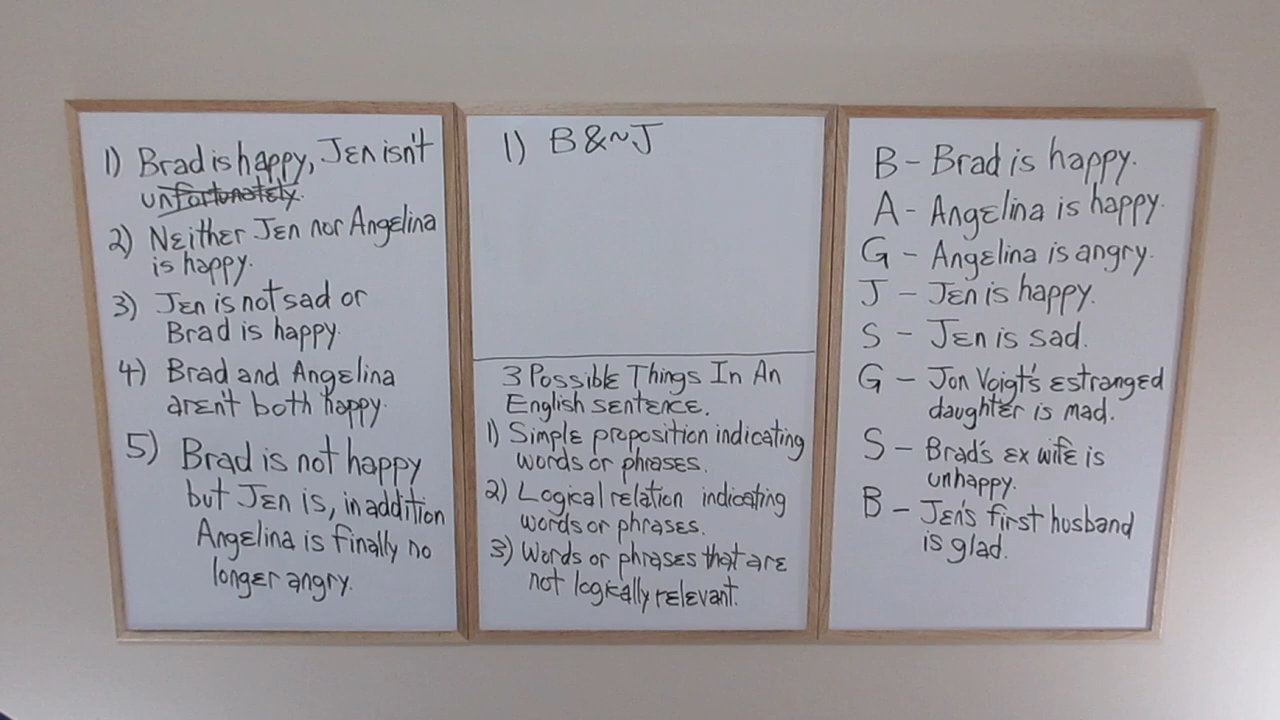 1) Brad is happy, Jen isn't
unfortunately.
2) Neither Jen nor Angelina
is happy.
3) Jen is not sad or
Brad is happy.
4) Brad and Angelina
aren't both happy.
5) Brad is not happy
but Jen is, in addition
Angelina is finally no
longer angry.
1) B & ~ J
3 Possible Things In An
English sentence.
1) Simple proposition indicating
words or phrases.
2) Logical relation indicating
words or phrases.
3) Words or phrases that are
not logically relevant.
B - Brad is happy.
A - Angelina is happy.
G - Angelina is angry.
J - Jen is happy.
S - Jen is sad.
G - Jon Voigt's estranged
daughter is mad.
S - Brad's ex wife is
unhappy.
B - Jen's first husband
is glad.